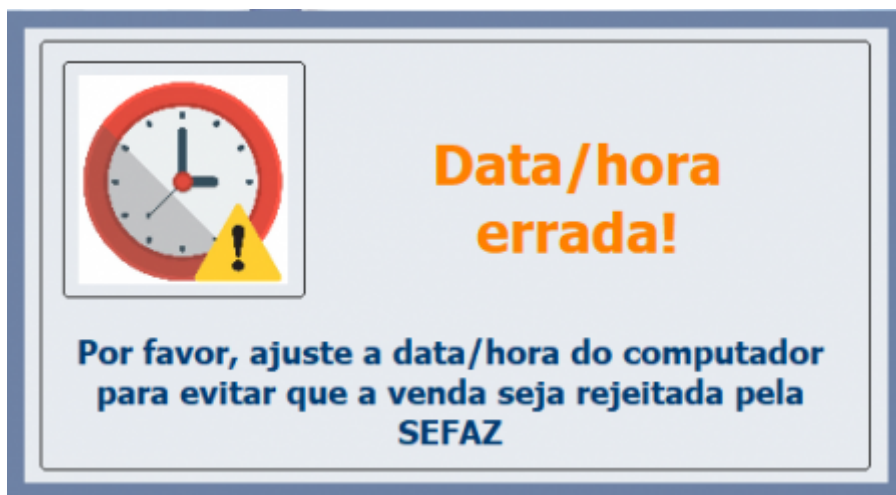 Data/hora
errada!
Por favor, ajuste a data/hora do computador
para evitar que a venda seja rejeitada pela
SEFAZ